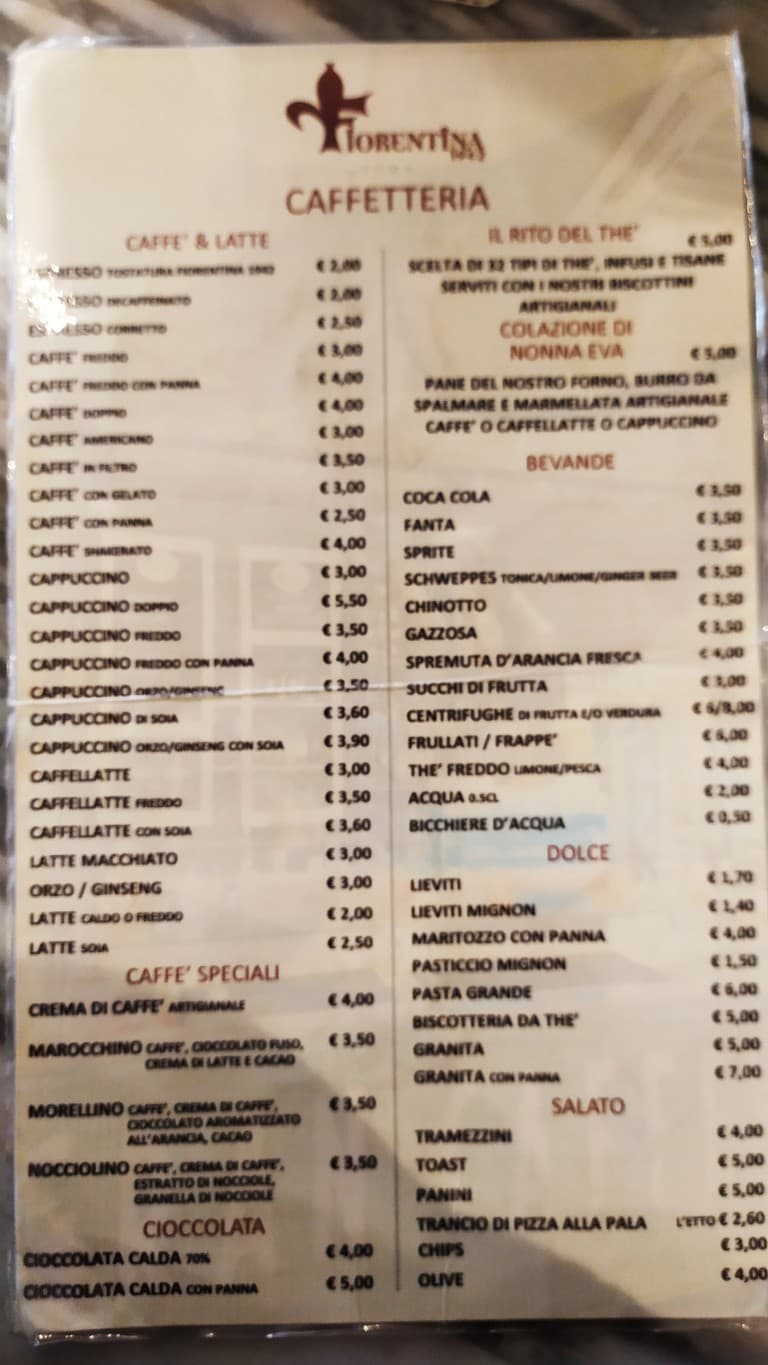 FIORENTINA
CAFFETTERIA
CAFFE' & LATTE
ESPRESSO TOSTATURA FIORENTINA € 2,00
ESPRESSO DECAFFEINATO € 2,00
ESPRESSO CORRETTO € 2,50
CAFFE' FREDDO € 3,00
CAFFE' FREDDO CON PANNA € 4,00
CAFFE' DOPPIO € 4,00
CAFFE' AMERICANO € 3,00
CAFFE' IN FILTRO € 3,50
CAFFE' CON GELATO € 3,00
CAFFE' CON PANNA € 2,50
CAFFE' SHAKERATO € 4,00
CAPPUCCINO € 3,00
CAPPUCCINO DOPPIO € 5,50
CAPPUCCINO FREDDO € 3,50
CAPPUCCINO FREDDO CON PANNA € 4,00
CAPPUCCINO ORZO/GINSENG € 3,50
CAPPUCCINO DI SOIA € 3,60
CAPPUCCINO ORZO/GINSENG CON SOIA € 3,90
CAFFELLATTE € 3,00
CAFFELLATTE FREDDO € 3,50
CAFFELLATTE CON SOIA € 3,60
LATTE MACCHIATO € 3,00
ORZO / GINSENG € 3,00
LATTE CALDO O FREDDO € 2,00
LATTE SOIA € 2,50
CAFFE' SPECIALI
CREMA DI CAFFE' ARTIGIANALE € 4,00
MAROCCHINO CAFFE', CIOCCOLATO FUSO, € 3,50
CREMA DI LATTE E CACAO
MORELLINO CAFFE', CREMA DI CAFFE', € 3,50
CIOCCOLATO AROMATIZZATO
ALL'ARANCIA, CACAO
NOCCIOLINO CAFFE', CREMA DI CAFFE', € 3,50
ESTRATTO DI NOCCIOLE,
GRANELLA DI NOCCIOLE
CIOCCOLATA
CIOCCOLATA CALDA 70% € 4,00
CIOCCOLATA CALDA CON PANNA € 5,00
IL RITO DEL THE' € 5,00
SCELTA DI 32 TIPI DI THE', INFUSI E TISANE
SERVITI CON I NOSTRI BISCOTTINI
ARTIGIANALI
COLAZIONE DI
NONNA EVA € 5,00
PANE DEL NOSTRO FORNO, BURRO DA
SPALMARE E MARMELLATA ARTIGIANALE
CAFFE' O CAFFELLATTE O CAPPUCCINO
BEVANDE
COCA COLA € 3,50
FANTA € 3,50
SPRITE € 3,50
SCHWEPPES TONICA/LIMONE/GINGER BEER € 3,50
CHINOTTO € 3,50
GAZZOSA € 3,50
SPREMUTA D'ARANCIA FRESCA € 4,00
SUCCHI DI FRUTTA € 3,00
CENTRIFUGHE DI FRUTTA E/O VERDURA € 6/8,00
FRULLATI / FRAPPE' € 6,00
THE' FREDDO LIMONE/PESCA € 4,00
ACQUA 0.5CL € 2,00
BICCHIERE D'ACQUA € 0,50
DOLCE
LIEVITI € 1,70
LIEVITI MIGNON € 1,40
MARITOZZO CON PANNA € 4,00
PASTICCIO MIGNON € 1,50
PASTA GRANDE € 6,00
BISCOTTERIA DA THE' € 5,00
GRANITA € 5,00
GRANITA CON PANNA € 7,00
SALATO
TRAMEZZINI € 4,00
TOAST € 5,00
PANINI € 5,00
TRANCIO DI PIZZA ALLA PALA L'ETTO € 2,60
CHIPS € 3,00
OLIVE € 4,00